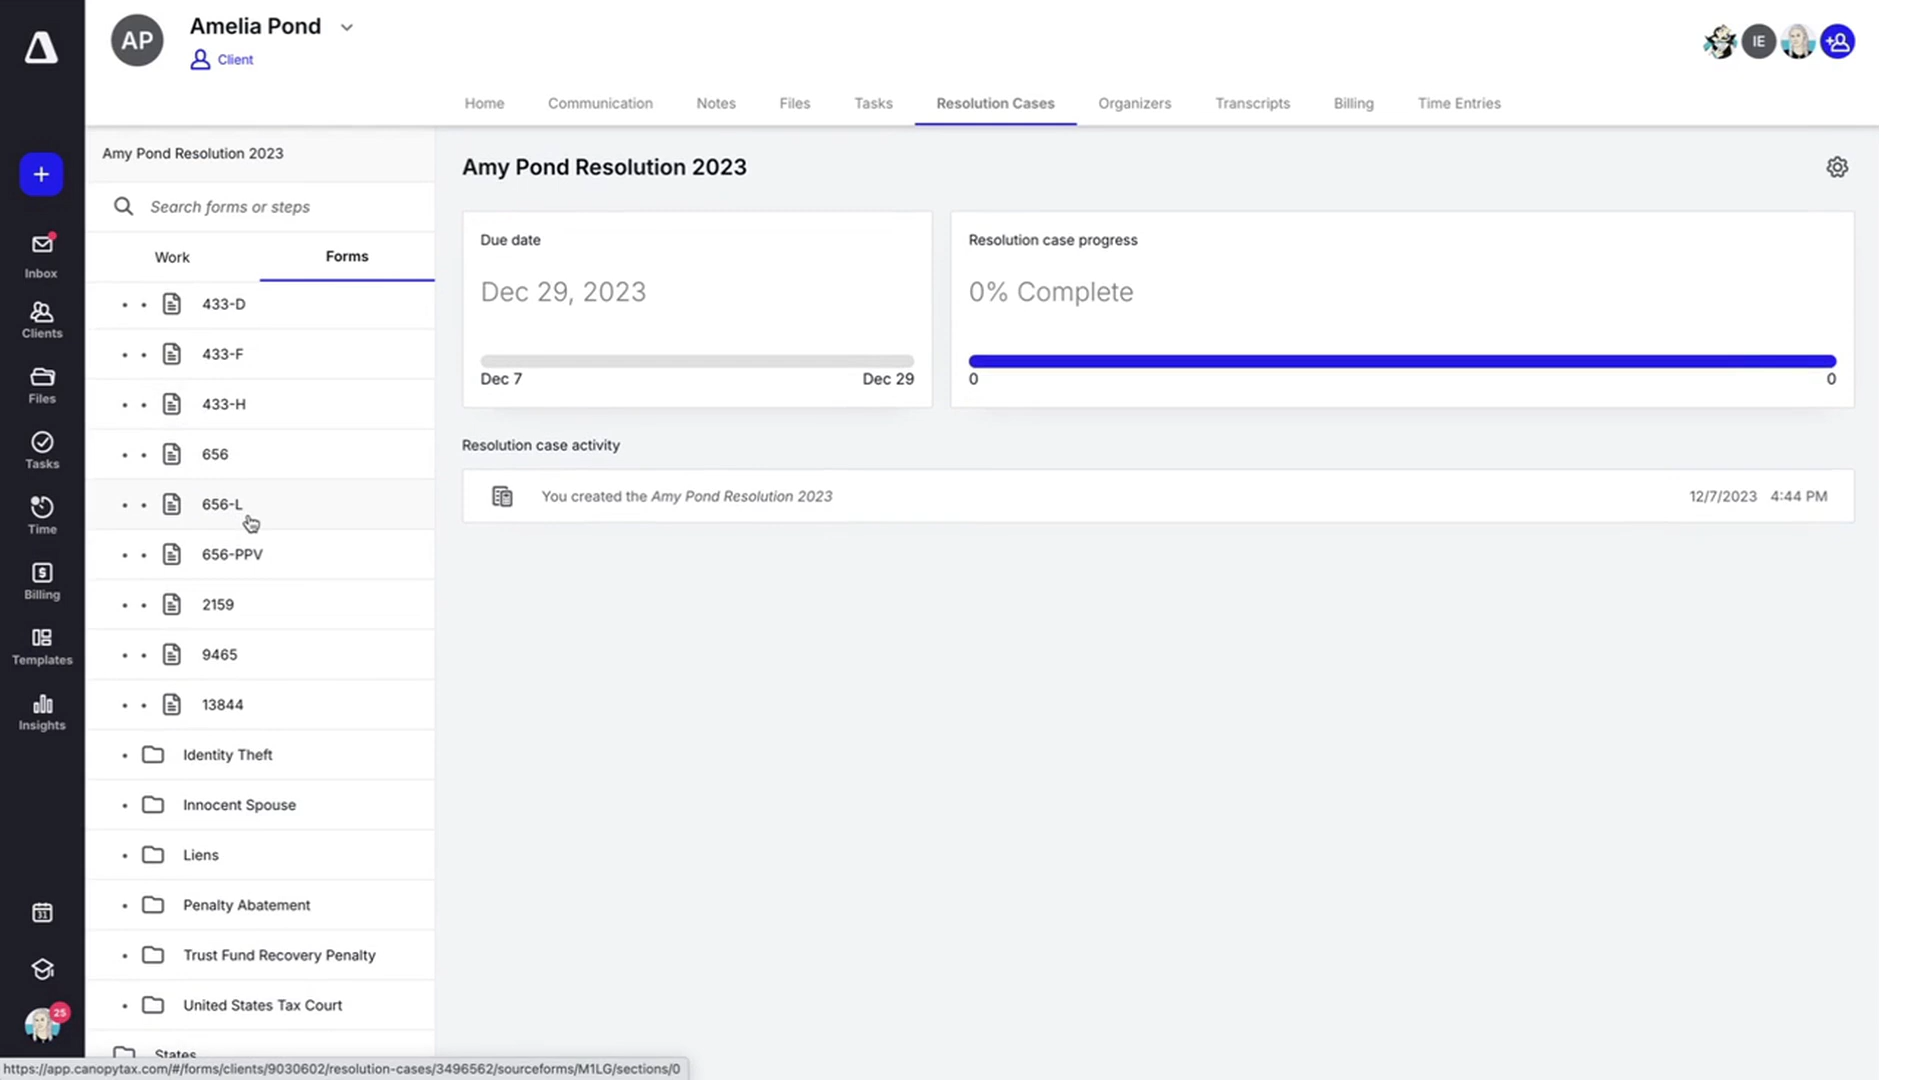 AP
Amelia Pond
Client
IE
Home
Communication
Notes
Files
Tasks
Resolution Cases
Organizers
Transcripts
Billing
Time Entries
Inbox
Clients
Files
Tasks
Time
Billing
Templates
Insights
31
25
Amy Pond Resolution 2023
Search forms or steps
Work
Forms
433-D
433-F
433-H
656
656-L
656-PPV
2159
9465
13844
Identity Theft
Innocent Spouse
Liens
Penalty Abatement
Trust Fund Recovery Penalty
United States Tax Court
States
Amy Pond Resolution 2023
Due date
Dec 29, 2023
Dec 7
Dec 29
Resolution case progress
0% Complete
0
0
Resolution case activity
You created the Amy Pond Resolution 2023
12/7/2023 4:44 PM
https://app.canopytax.com/#/forms/clients/9030602/resolution-cases/3496562/sourceforms/M1LG/sections/0